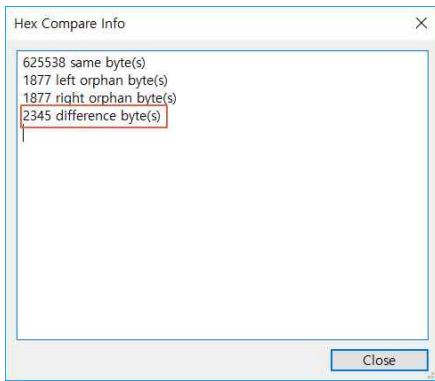 Hex Compare Info
625538 same byte(s)
1877 left orphan byte(s)
1877 right orphan byte(s)
2345 difference byte(s)
Close